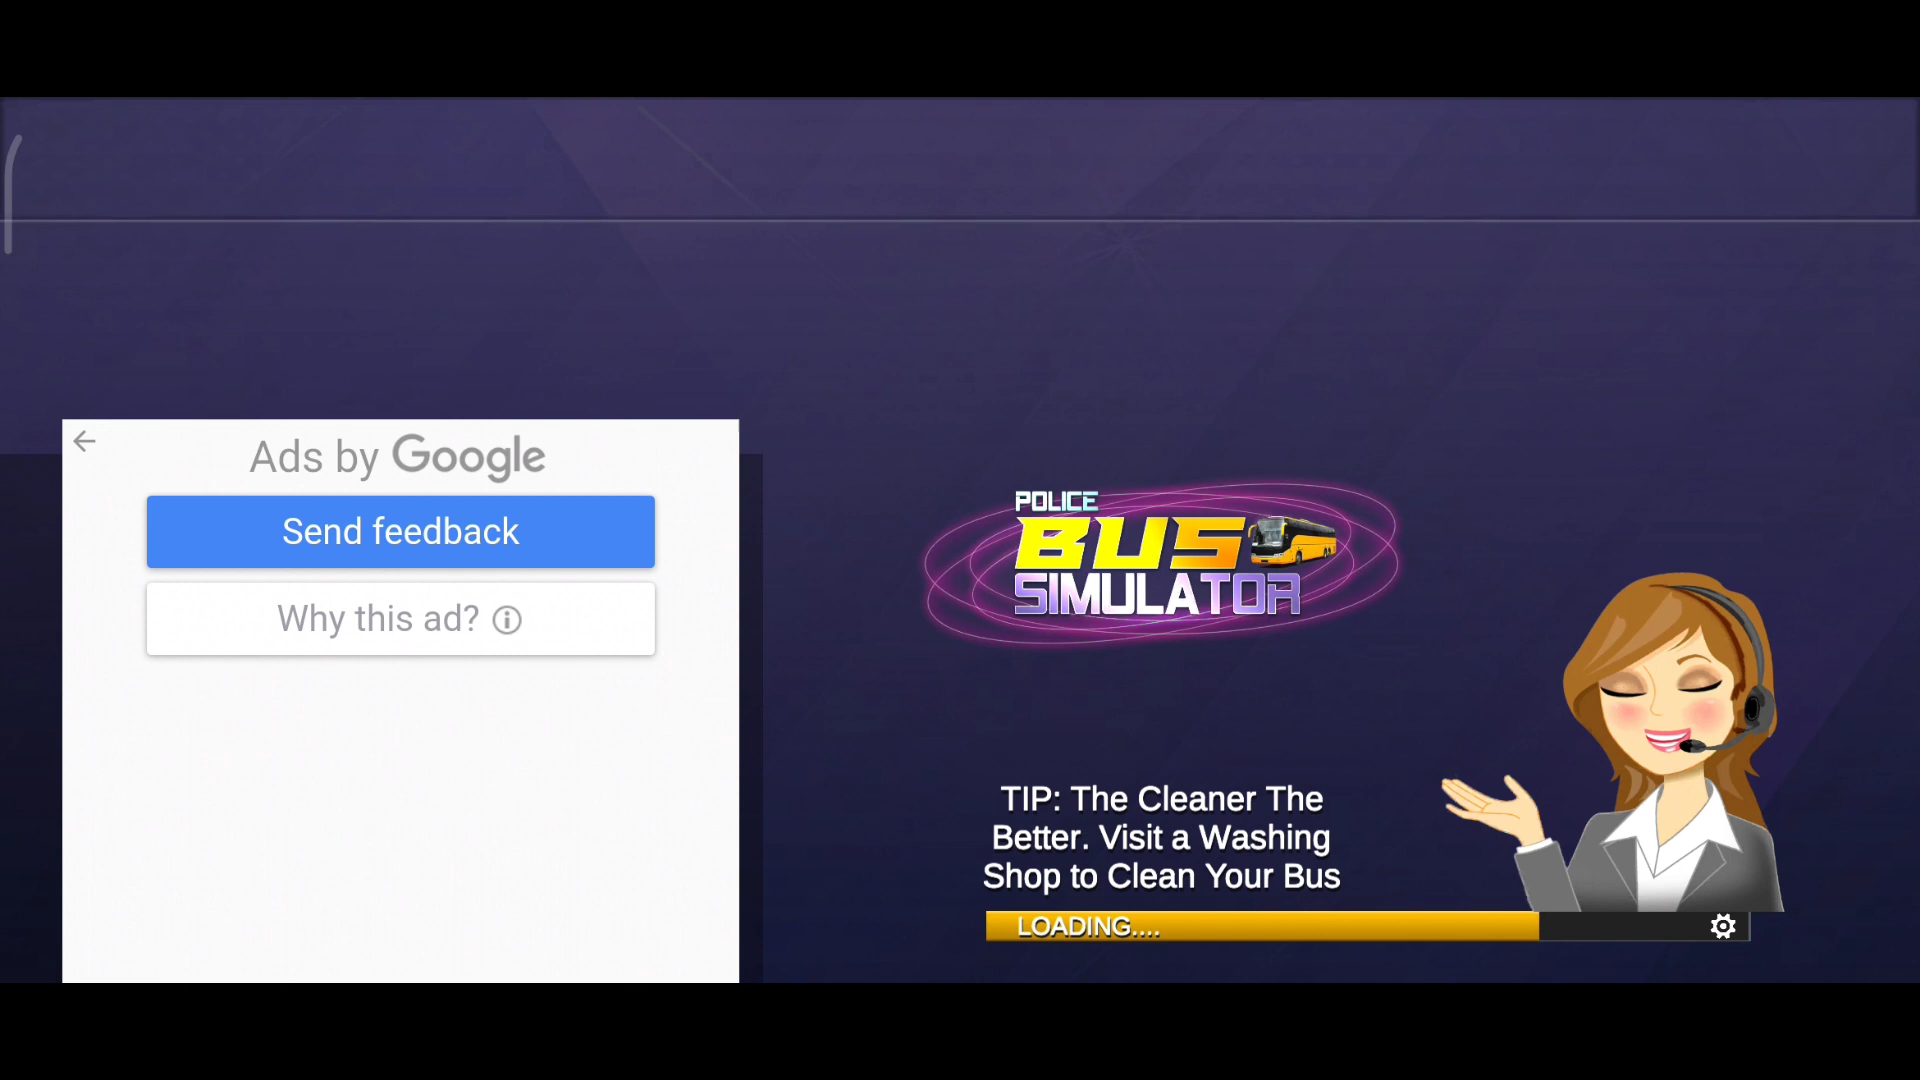 Ads by Google
Send feedback
Why this ad?
POLICE
BUS
SIMULATOR
TIP: The Cleaner The
Better. Visit a Washing
Shop to Clean Your Bus
LOADING....